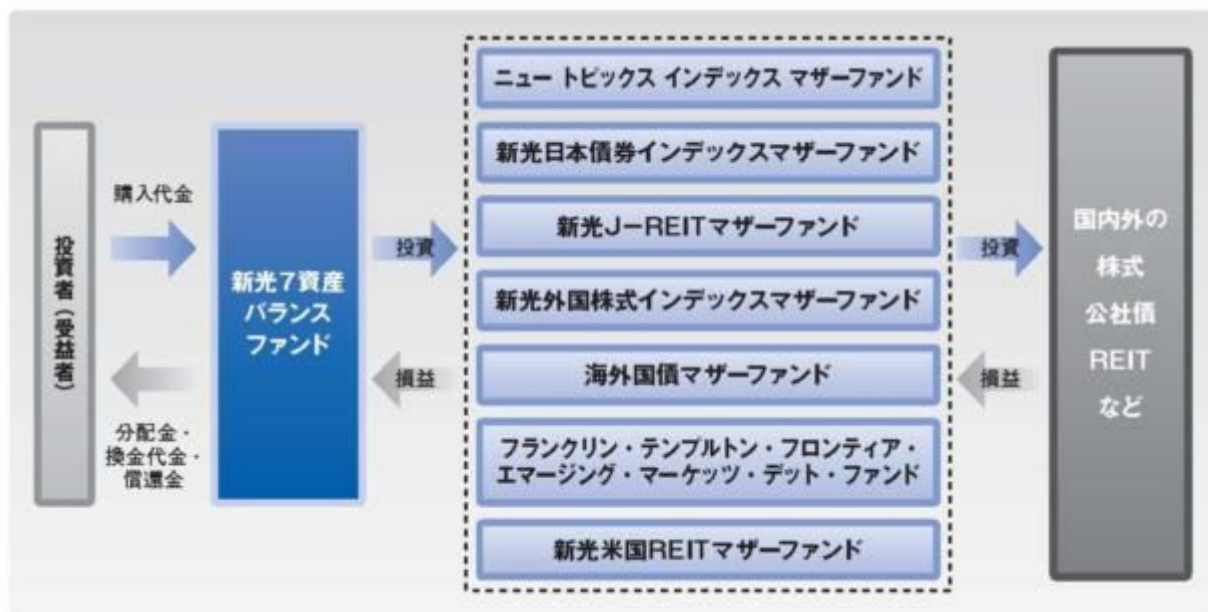 投資者(受益者)
購入代金
分配金・
換金代金・
償還金
新光7資産
バランス
ファンド
投資
損益
ニュー トピックス インデックス マザーファンド
新光日本債券インデックスマザーファンド
新光J－REITマザーファンド
新光外国株式インデックスマザーファンド
海外国債マザーファンド
フランクリン・テンプルトン・フロンティア・
エマージング・マーケッツ・デット・ファンド
新光米国REITマザーファンド
投資
損益
国内外の
株式
公社債
REIT
など